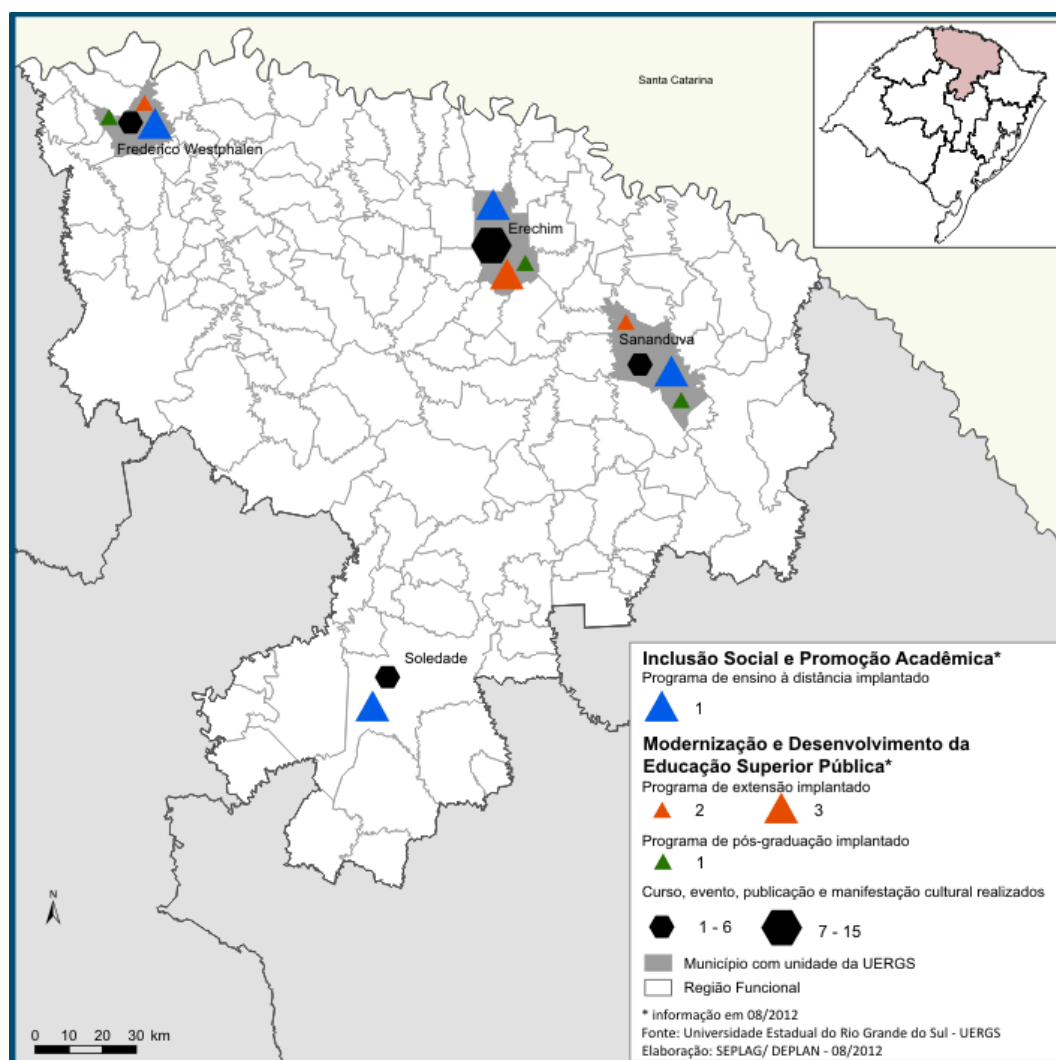 Santa Catarina
Frederico Westphalen
Erechim
Sananduva
Soledade
Inclusão Social e Promoção Acadêmica*
Programa de ensino à distância implantado
1
Modernização e Desenvolvimento da
Educação Superior Pública*
Programa de extensão implantado
2 3
Programa de pós-graduação implantado
1
Curso, evento, publicação e manifestação cultural realizados
1 - 6 7 - 15
Município com unidade da UERGS
Região Funcional
* informação em 08/2012
Fonte: Universidade Estadual do Rio Grande do Sul - UERGS
Elaboração: SEPLAG/ DEPLAN - 08/2012
N
0 10 20 30 km